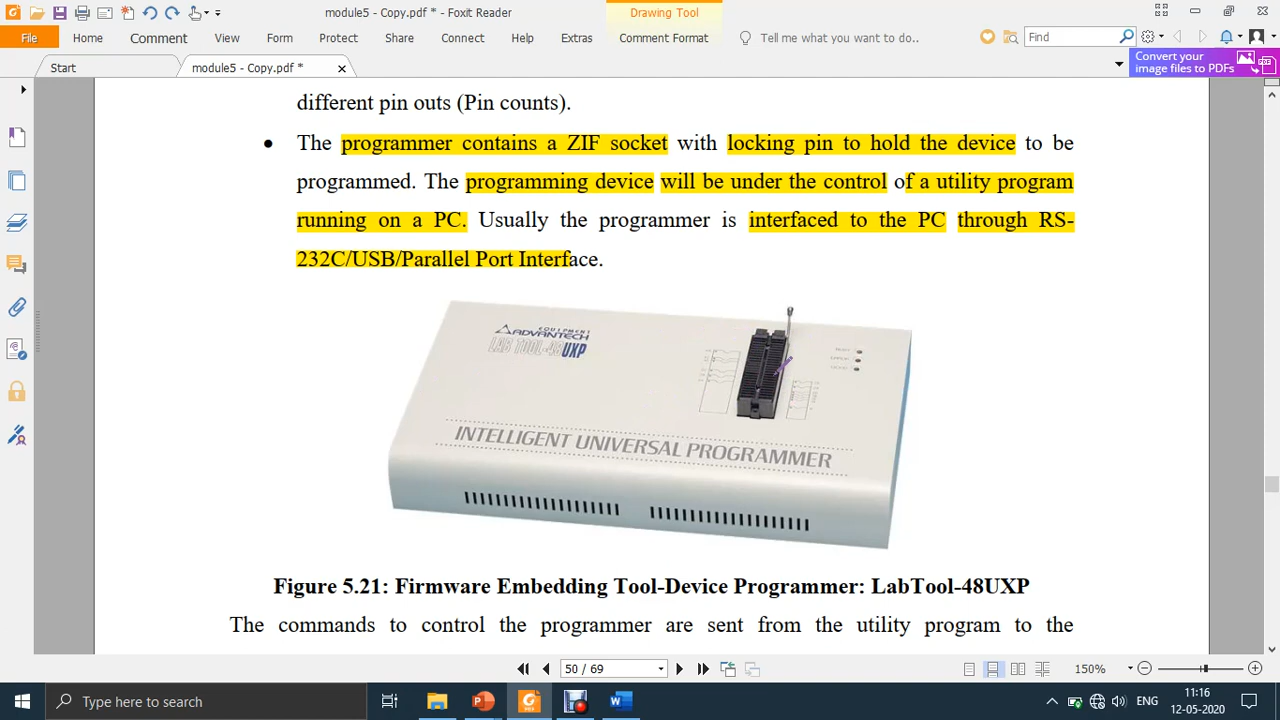 module5 - Copy.pdf * - Foxit Reader
Drawing Tool
File Home Comment View Form Protect Share Connect Help Extras Comment Format Tell me what you want to do.. Find
Start module5 - Copy.pdf *
Convert your
image files to PDFs
different pin outs (Pin counts).
• The programmer contains a ZIF socket with locking pin to hold the device to be
programmed. The programming device will be under the control of a utility program
running on a PC. Usually the programmer is interfaced to the PC through RS-
232C/USB/Parallel Port Interface.
EQUIPMENT
ADVANTECH
LAB TOOL-48UXP
INTELLIGENT UNIVERSAL PROGRAMMER
Figure 5.21: Firmware Embedding Tool-Device Programmer: LabTool-48UXP
The commands to control the programmer are sent from the utility program to the
50 / 69
150%
Type here to search
ENG
11:16
12-05-2020